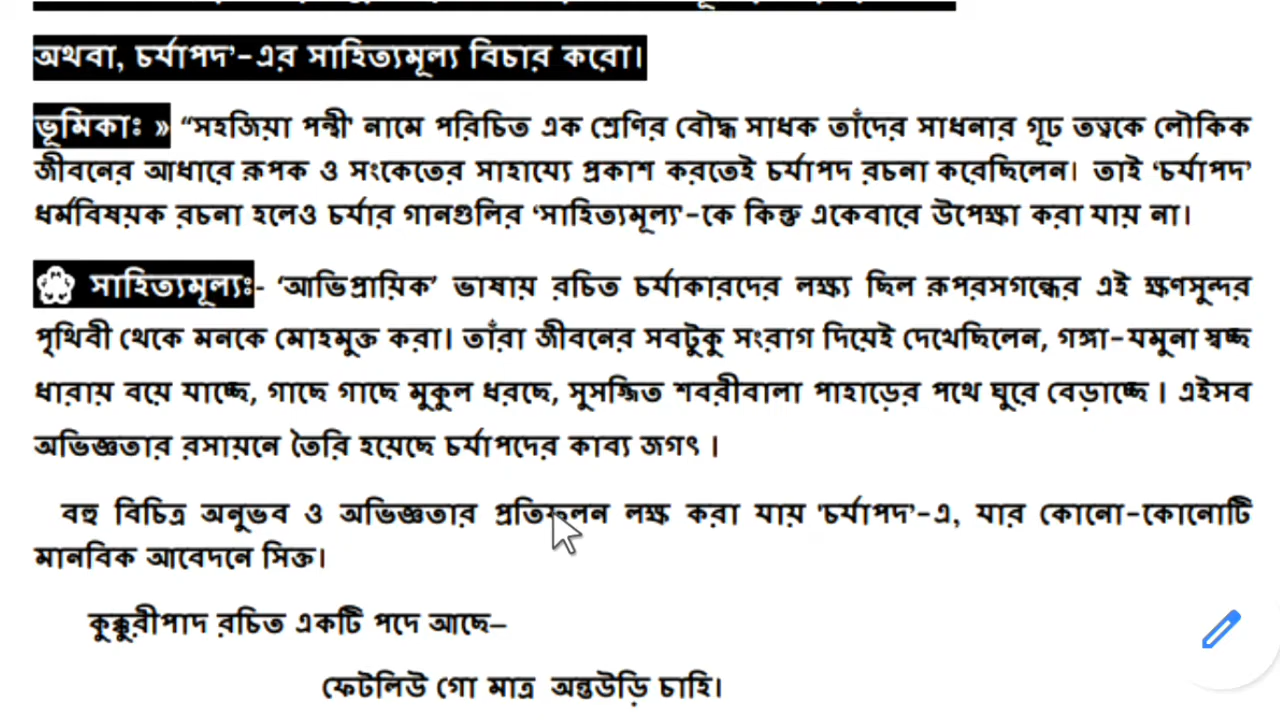 অথবা, চর্যাপদ’-এর সাহিত্যমূল্য বিচার করো।
ভূমিকাঃ » “সহজিয়া পন্থী’ নামে পরিচিত এক শ্রেণির বৌদ্ধ সাধক তাঁদের সাধনার গূঢ় তত্বকে লৌকিক
জীবনের আধারে রূপক ও সংকেতের সাহায্যে প্রকাশ করতেই চর্যাপদ রচনা করেছিলেন। তাই ‘চর্যাপদ’
ধর্মবিষয়ক রচনা হলেও চর্যার গানগুলির ‘সাহিত্যমূল্য’-কে কিন্তু একেবারে উপেক্ষা করা যায় না।
সাহিত্যমূল্যঃ- ‘আভিপ্রায়িক’ ভাষায় রচিত চর্যাকারদের লক্ষ্য ছিল রূপরসগন্ধের এই ক্ষণসুন্দর
পৃথিবী থেকে মনকে মোহমুক্ত করা। তাঁরা জীবনের সবটুকু সংরাগ দিয়েই দেখেছিলেন, গঙ্গা-যমুনা স্বচ্ছ
ধারায় বয়ে যাচ্ছে, গাছে গাছে মুকুল ধরছে, সুসজ্জিত শবরীবালা পাহাড়ের পথে ঘুরে বেড়াচ্ছে । এইসব
অভিজ্ঞতার রসায়নে তৈরি হয়েছে চর্যাপদের কাব্য জগৎ ।
বহু বিচিত্র অনুভব ও অভিজ্ঞতার প্রতিফলন লক্ষ করা যায় 'চর্যাপদ’-এ, যার কোনো-কোনোটি
মানবিক আবেদনে সিক্ত।
কুক্কুরীপাদ রচিত একটি পদে আছে–
ফেটলিউ গো মাত্র অন্তউড়ি চাহি।